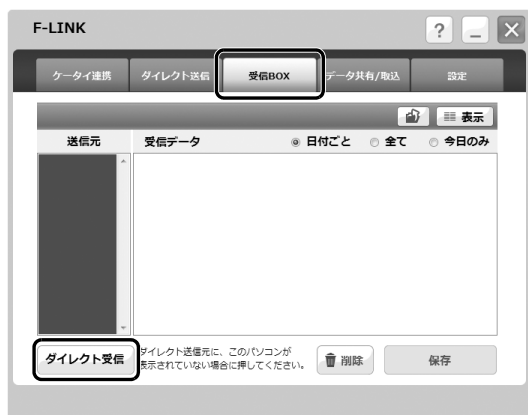 F-LINK
?
ケータイ連携 ダイレクト送信 受信BOX データ共有/取込 設定
表示
送信元 受信データ 日付ごと 全て 今日のみ
ダイレクト受信
ダイレクト送信元に、このパソコンが
表示されていない場合に押してください。
削除
保存